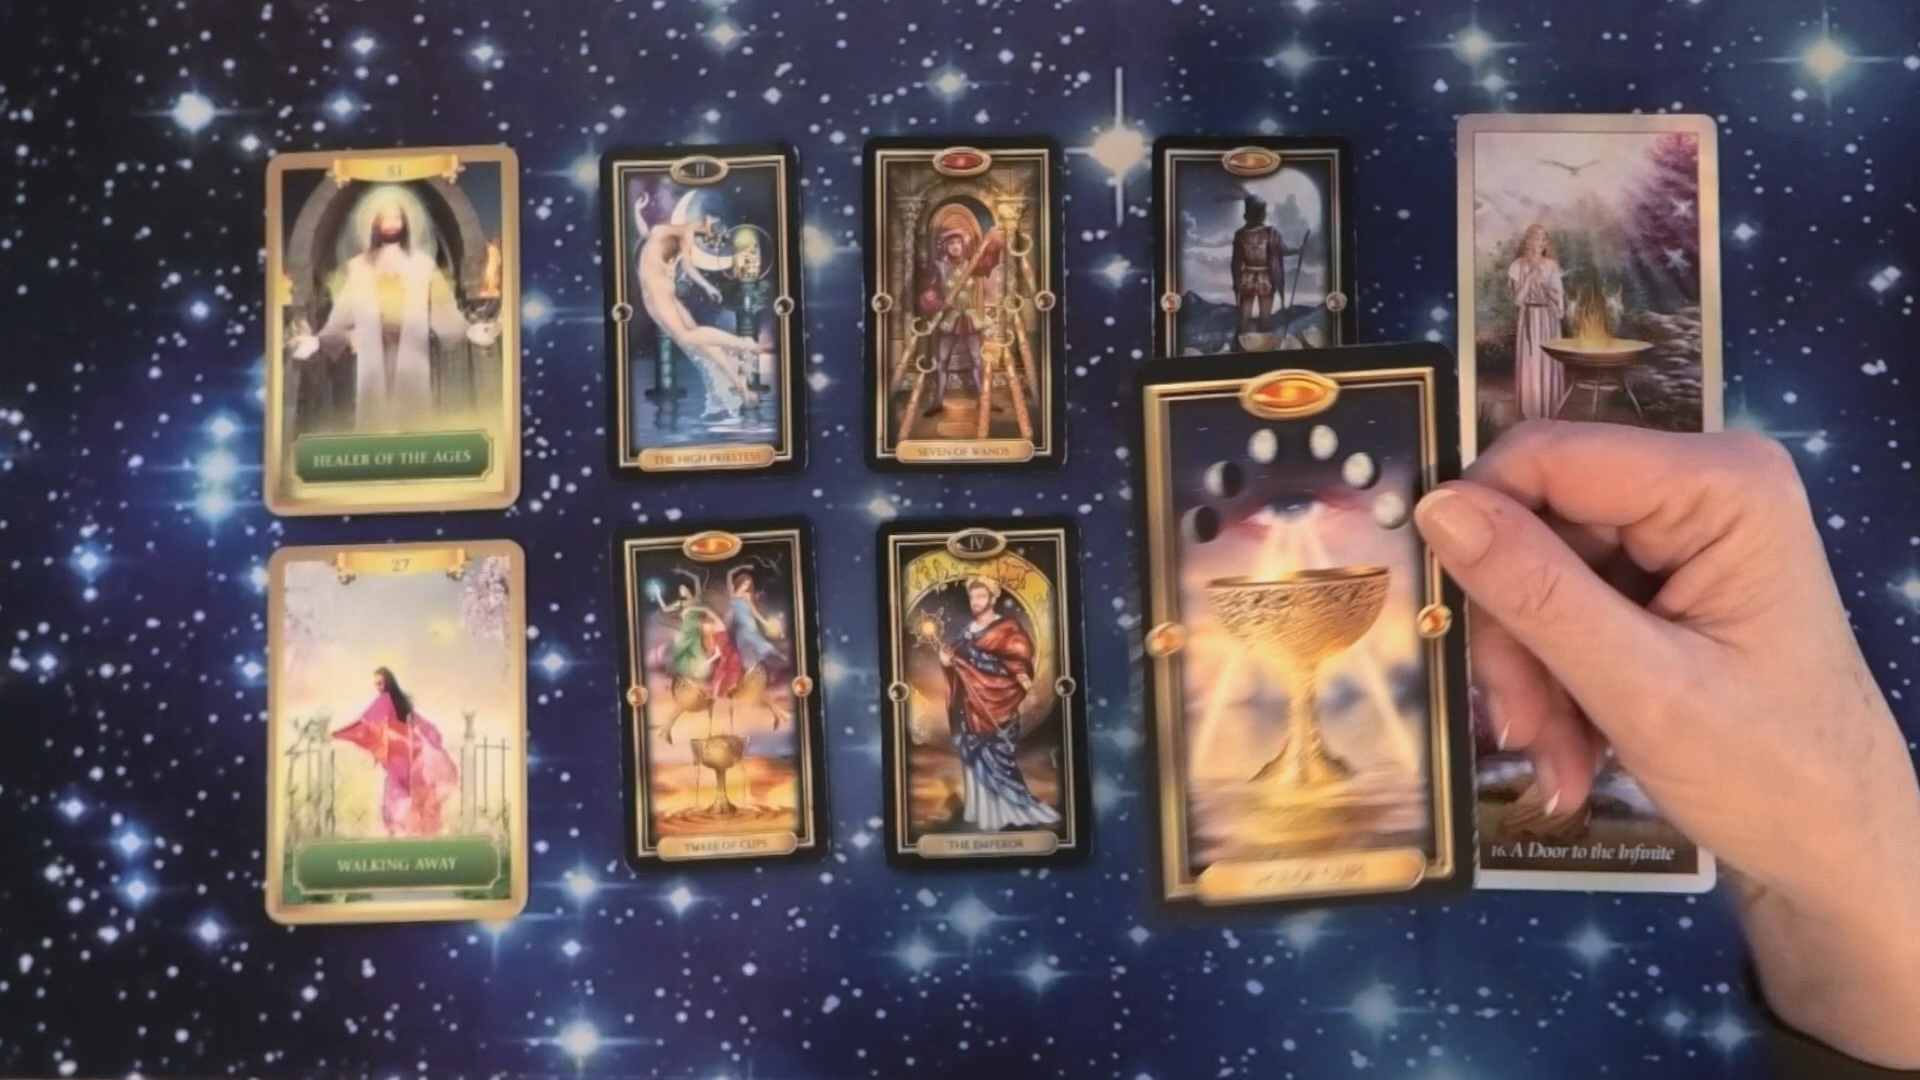 51
HEALER OF THE AGES
II
THE HIGH PRIESTESS
SEVEN OF WANDS
27
WALKING AWAY
THREE OF CUPS
IV
THE EMPEROR
16. A Door to the Infinite